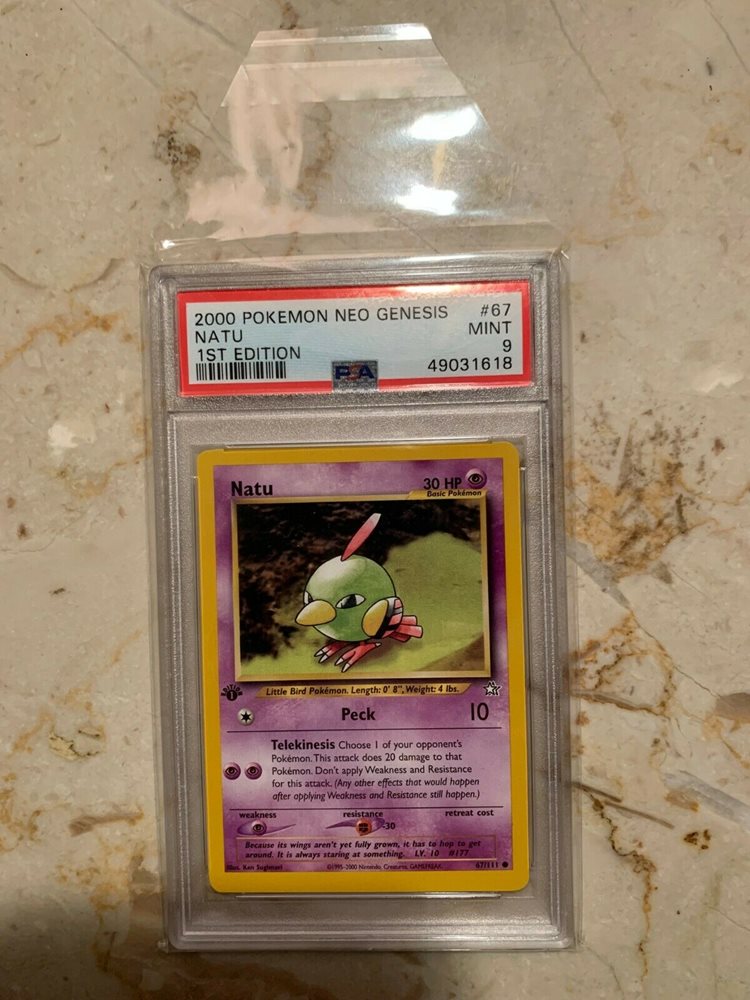 2000 POKEMON NEO GENESIS #67
NATU MINT
1ST EDITION 9
PSA 49031618
Natu 30 HP
Basic Pokémon
EDITION 1
Little Bird Pokémon. Length: 0' 8", Weight: 4 lbs.
Peck 10
Telekinesis Choose 1 of your opponent's
Pokémon. This attack does 20 damage to that
Pokémon. Don't apply Weakness and Resistance
for this attack. (Any other effects that would happen
after applying Weakness and Resistance still happen.)
weakness resistance retreat cost
-30
Because its wings aren't yet fully grown, it has to hop to get
around. It is always staring at something. LV. 10 #177
Illus. Ken Sugimori ©1995-2000 Nintendo, Creatures, GAMEFREAK. 67/111